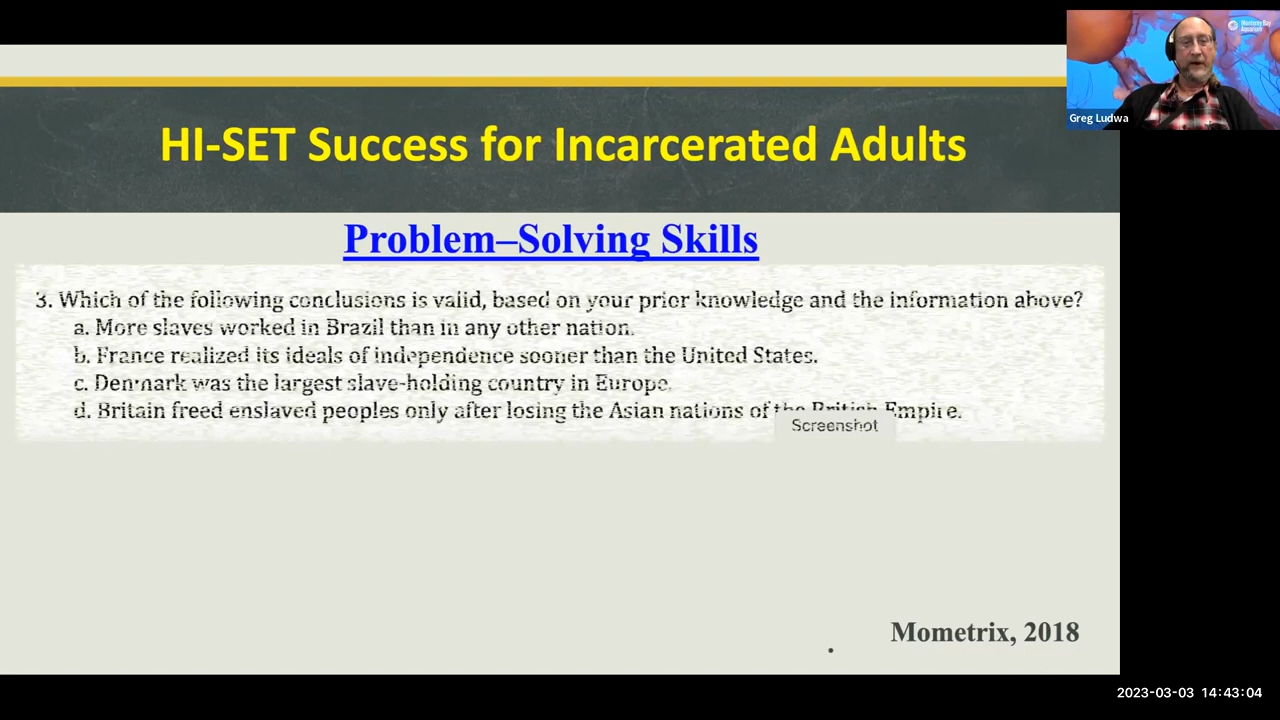 Monterey Bay
Aquarium
Greg Ludwa
HI-SET Success for Incarcerated Adults
Problem–Solving Skills
3. Which of the following conclusions is valid, based on your prior knowledge and the information above?
a. More slaves worked in Brazil than in any other nation.
b. France realized its ideals of independence sooner than the United States.
c. Denmark was the largest slave-holding country in Europe.
d. Britain freed enslaved peoples only after losing the Asian nations of the British Empire.
Screenshot
Mometrix, 2018
2023-03-03 14:43:04